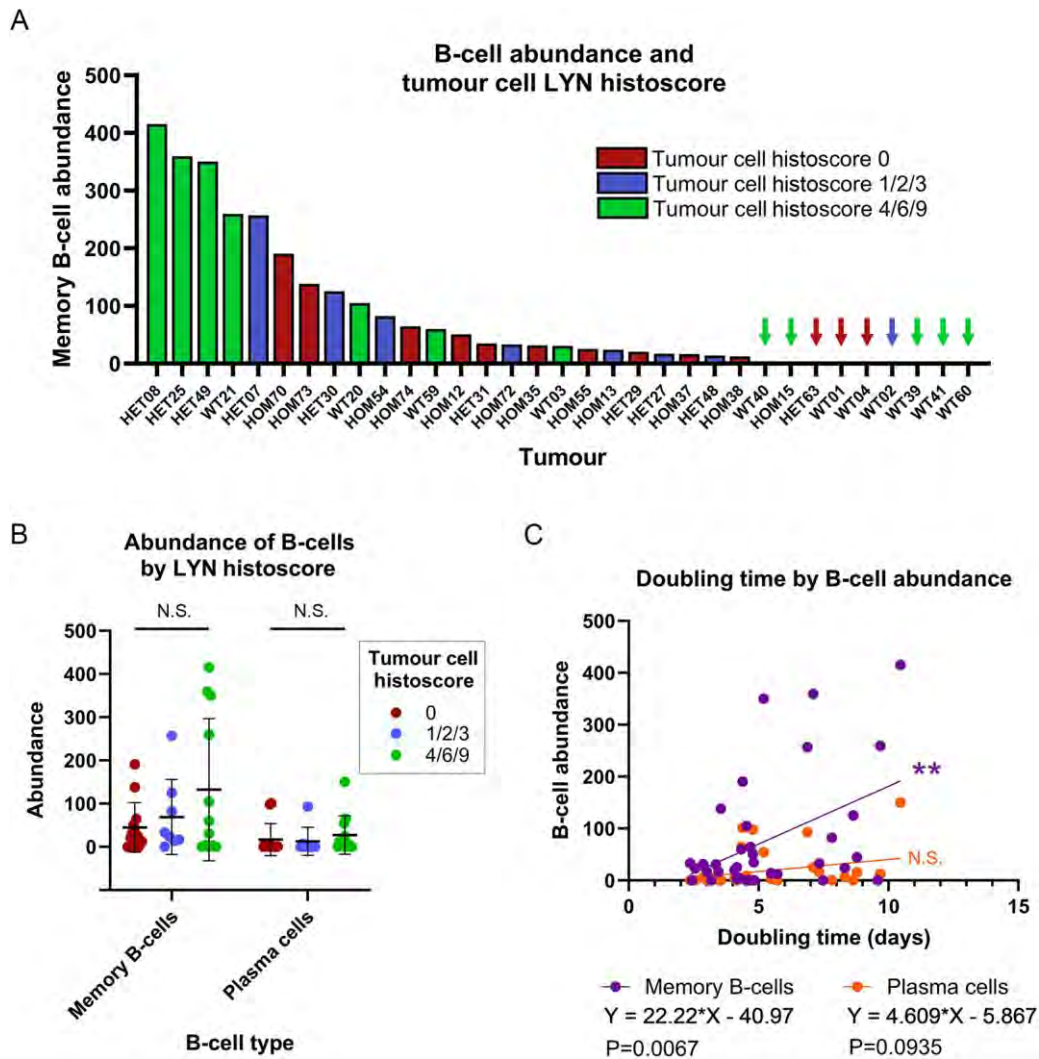 A
B-cell abundance and
tumour cell LYN histoscore
Memory B-cell abundance
500
400
300
200
100
0
Tumour cell histoscore 0
Tumour cell histoscore 1/2/3
Tumour cell histoscore 4/6/9
HET08 HET25 HET49 WT21 HET07 HOM70 HOM73 HET30 WT20 HOM54 HOM74 WT59 HOM12 HET31 HOM72 HOM35 WT03 HOM55 HOM13 HET29 HET27 HOM37 HET48 HOM38 WT40 HOM15 HET63 WT01 WT04 WT02 WT39 WT41 WT60
Tumour
B
Abundance of B-cells
by LYN histoscore
N.S. N.S.
Abundance
500
400
300
200
100
0
Tumour cell
histoscore
0
1/2/3
4/6/9
Memory B-cells
Plasma cells
B-cell type
C
Doubling time by B-cell abundance
B-cell abundance
500
400
300
200
100
0
**
N.S.
0 5 10 15
Doubling time (days)
Memory B-cells Plasma cells
Y = 22.22*X - 40.97 Y = 4.609*X - 5.867
P=0.0067 P=0.0935